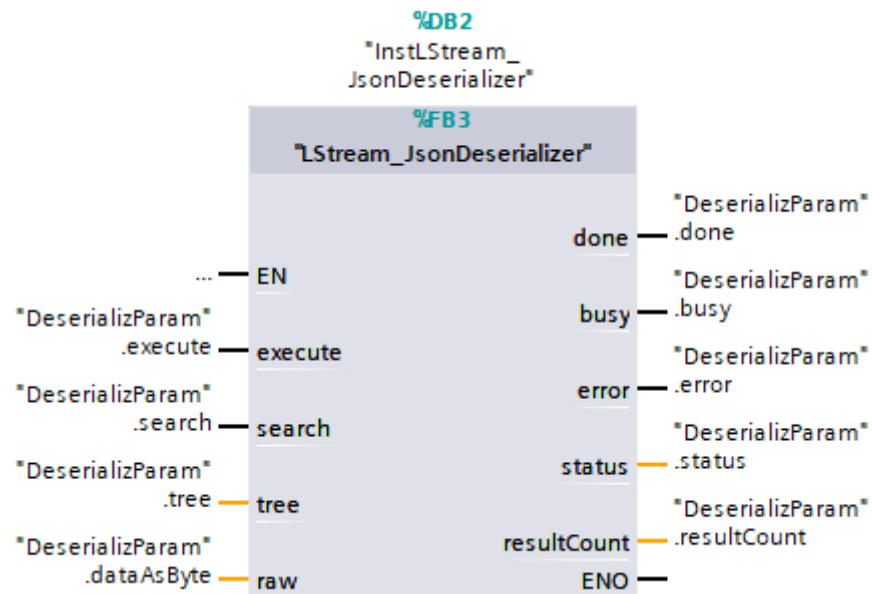 %DB2
"InstLStream_
JsonDeserializer"
%FB3
"LStream_JsonDeserializer"
"DeserializParam"
done .done
... EN
"DeserializParam"
busy .busy
"DeserializParam"
.execute execute
"DeserializParam"
error .error
"DeserializParam"
.search search
"DeserializParam"
status .status
"DeserializParam"
.tree tree
"DeserializParam"
resultCount .resultCount
"DeserializParam"
.dataAsByte raw
ENO